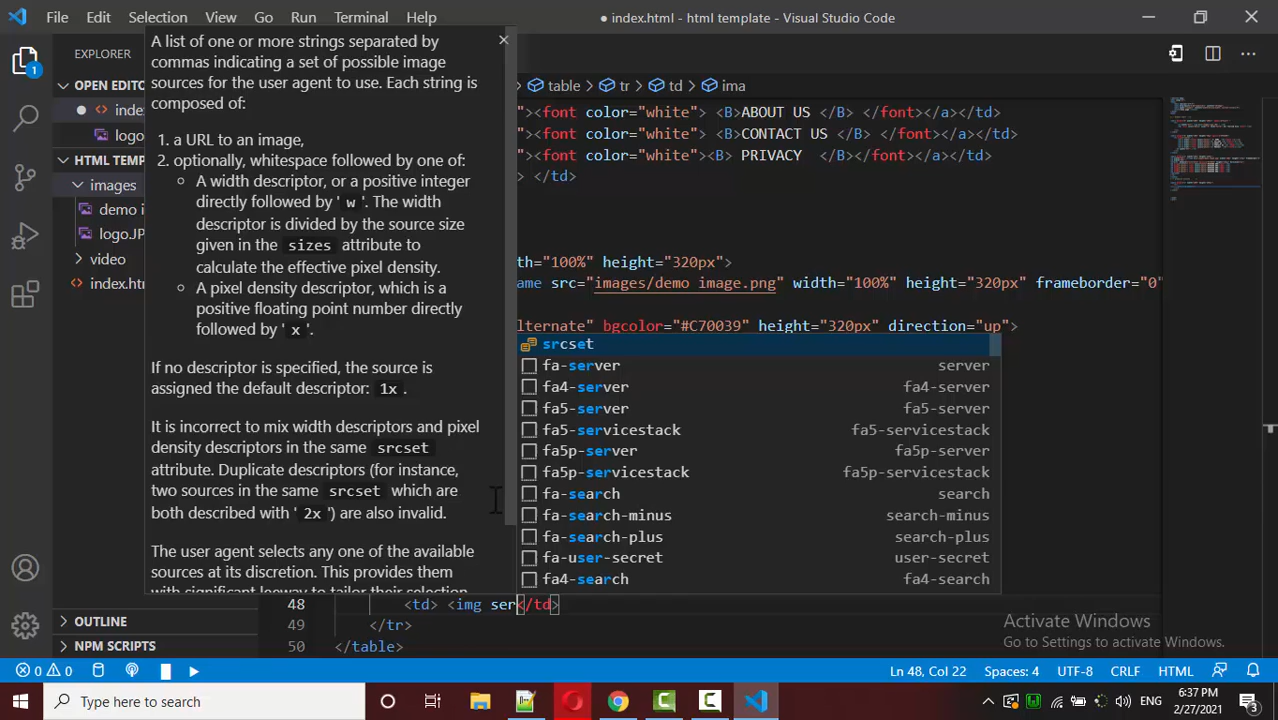 File Edit Selection View Go Run Terminal Help
● index.html - html template - Visual Studio Code
EXPLORER
OPEN EDITO
inde
logo
HTML TEMP
images
demo i
logo.JP
video
index.htm
OUTLINE
NPM SCRIPTS
1
A list of one or more strings separated by
commas indicating a set of possible image
sources for the user agent to use. Each string is
composed of:
1. a URL to an image,
2. optionally, whitespace followed by one of:
A width descriptor, or a positive integer
directly followed by ' w '. The width
descriptor is divided by the source size
given in the sizes attribute to
calculate the effective pixel density.
A pixel density descriptor, which is a
positive floating point number directly
followed by ' x '.
If no descriptor is specified, the source is
assigned the default descriptor: 1x .
It is incorrect to mix width descriptors and pixel
density descriptors in the same srcset
attribute. Duplicate descriptors (for instance,
two sources in the same srcset which are
both described with ' 2x ') are also invalid.
The user agent selects any one of the available
sources at its discretion. This provides them
with significant leeway to tailor their selection
table > tr > td > ima
"><font color="white"> <B>ABOUT US </B> </font></a></td>
"><font color="white"> <B>CONTACT US </B> </font></a></td>
"><font color="white"><B> PRIVACY </B></font></a></td>
> </td>
th="100%" height="320px">
ame src="images/demo image.png" width="100%" height="320px" frameborder="0"
lternate" bgcolor="#C70039" height="320px" direction="up">
srcset
fa-server server
fa4-server fa4-server
fa5-server fa5-server
fa5-servicestack fa5-servicestack
fa5p-server fa5p-server
fa5p-servicestack fa5p-servicestack
fa-search search
fa-search-minus search-minus
fa-search-plus search-plus
fa-user-secret user-secret
fa4-search fa4-search
48 <td> <img ser</td>
49 </tr>
50 </table>
Activate Windows
Go to Settings to activate Windows.
0 0
Ln 48, Col 22 Spaces: 4 UTF-8 CRLF HTML
Type here to search
ENG
6:37 PM
2/27/2021
3